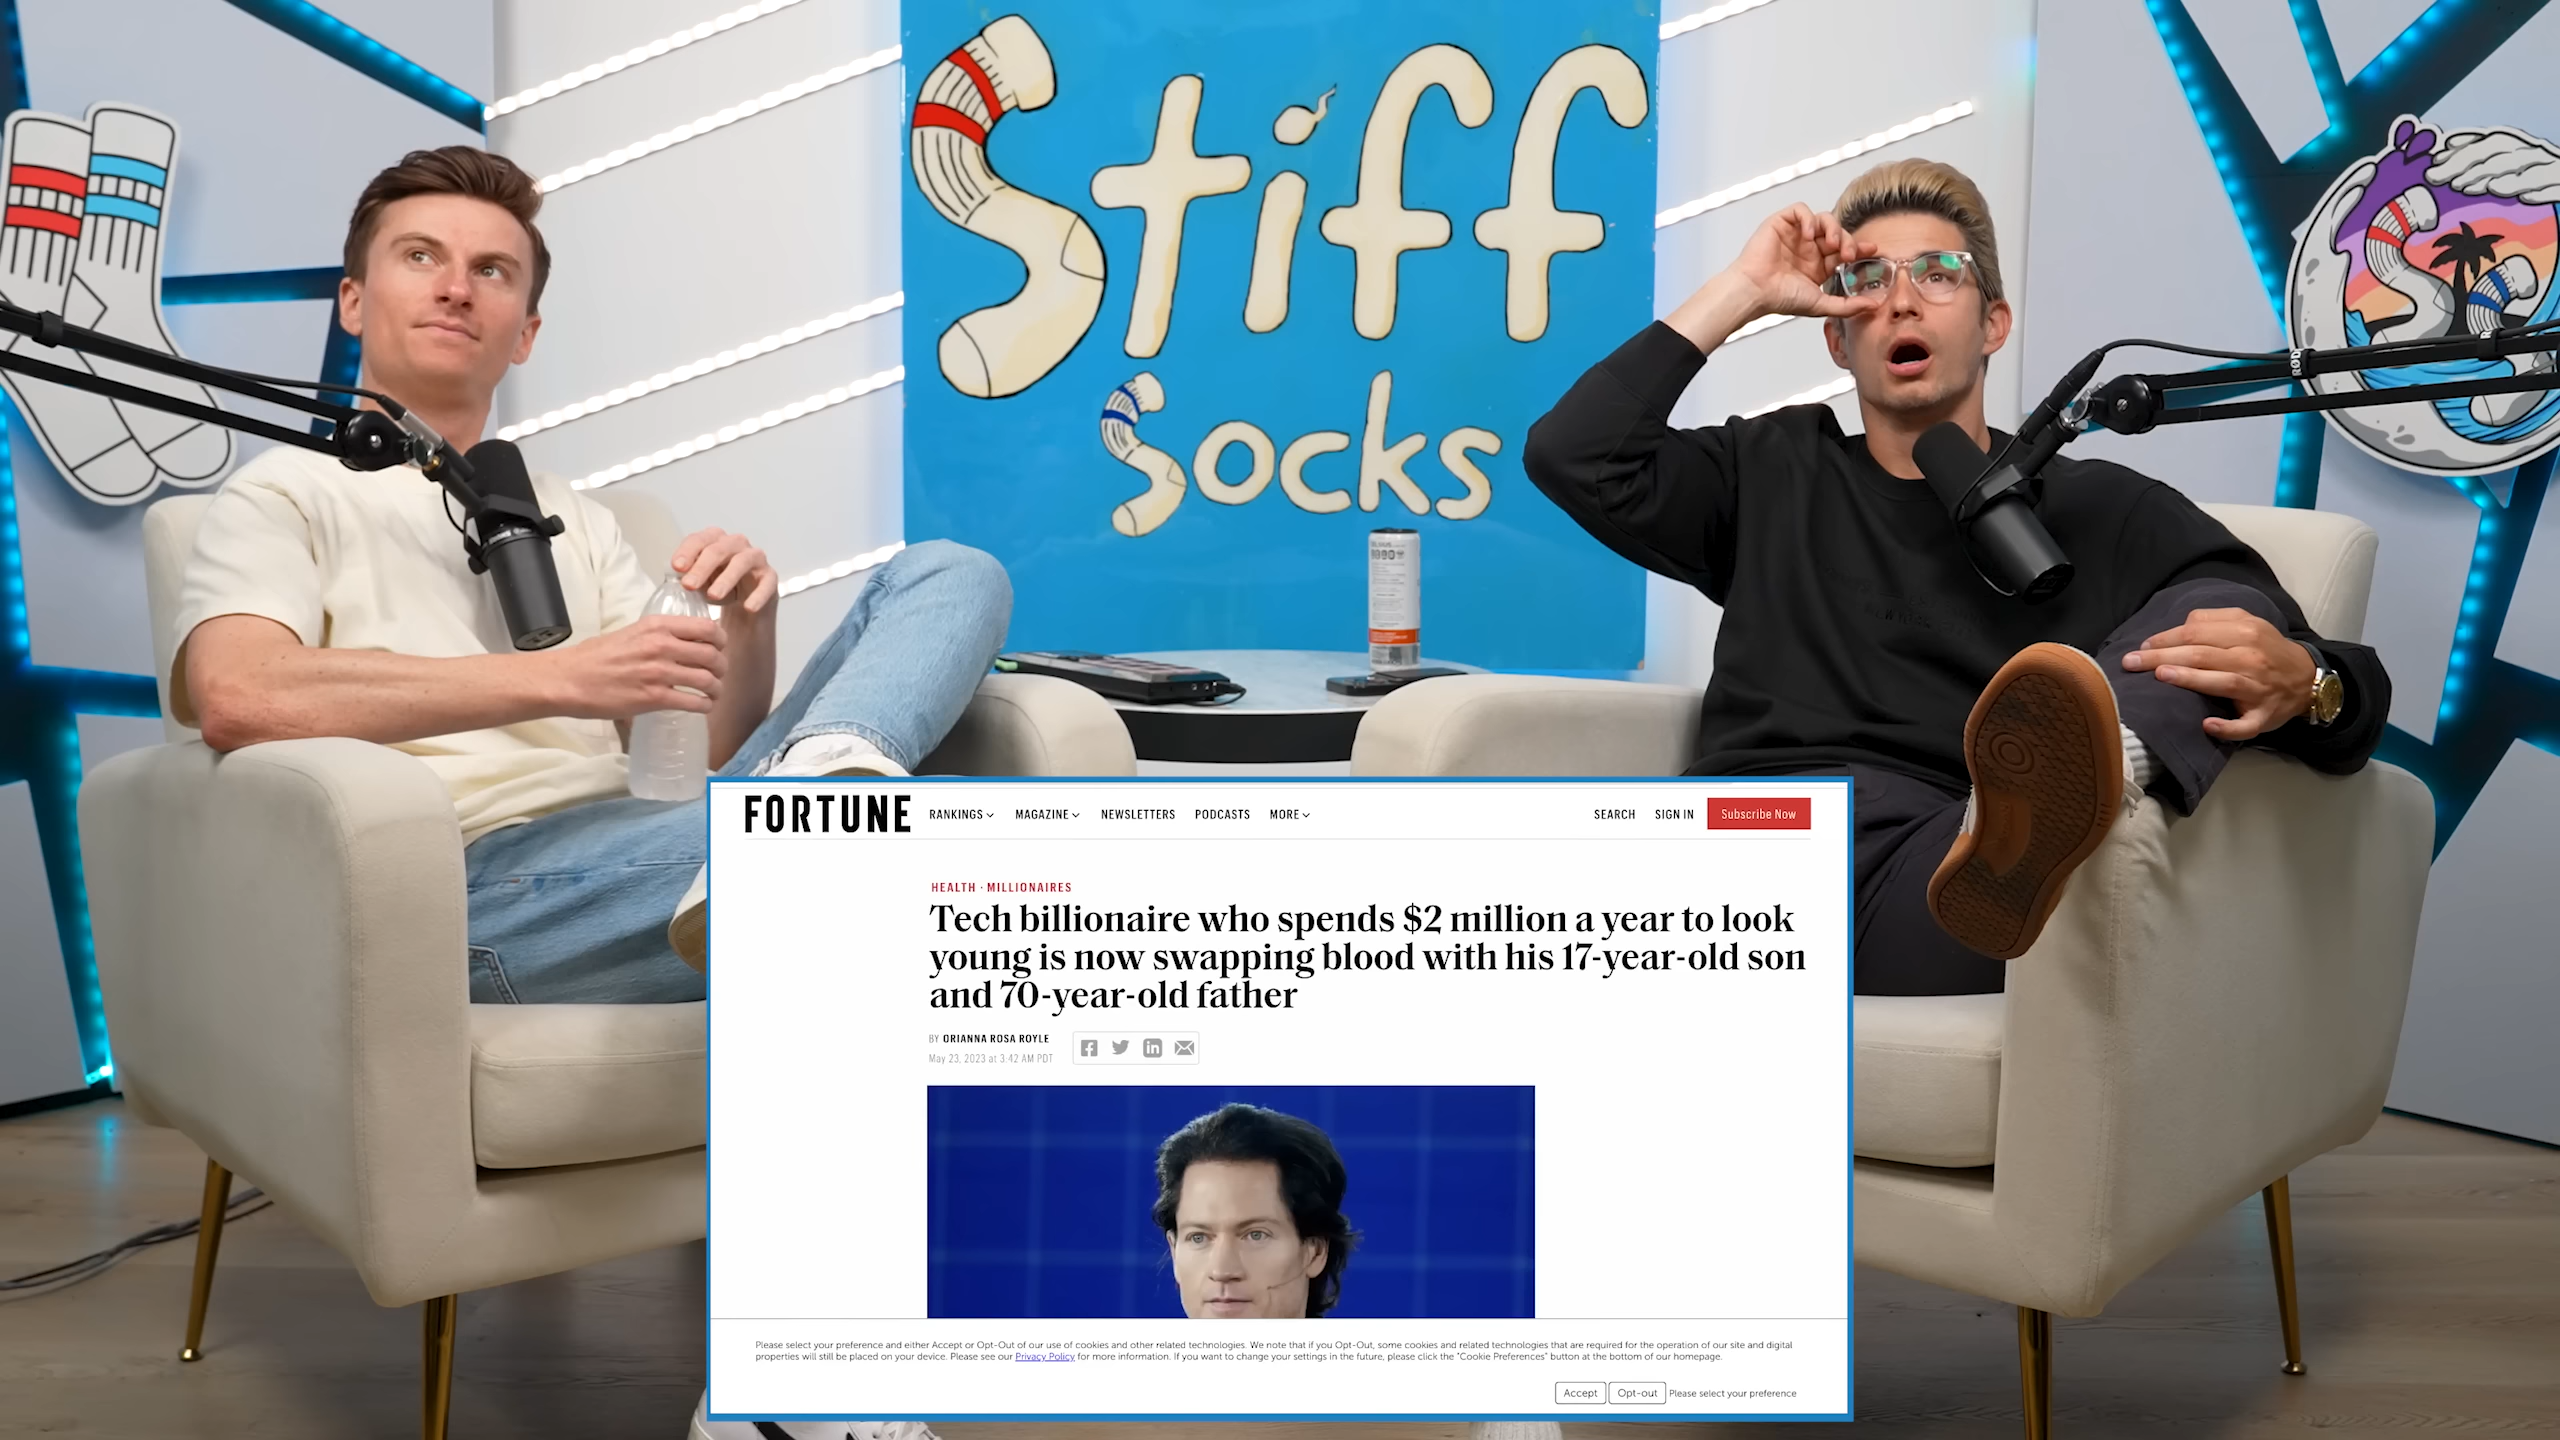 Stiff
Socks
RØDE
FORTUNE
RANKINGS
MAGAZINE
NEWSLETTERS
PODCASTS
MORE
SEARCH
SIGN IN
Subscribe Now
HEALTH · MILLIONAIRES
Tech billionaire who spends $2 million a year to look
young is now swapping blood with his 17-year-old son
and 70-year-old father
BY ORIANNA ROSA ROYLE
May 23, 2023 at 3:42 AM PDT
Please select your preference and either Accept or Opt-Out of our use of cookies and other related technologies. We note that if you Opt-Out, some cookies and related technologies that are required for the operation of our site and digital
properties will still be placed on your device. Please see our Privacy Policy for more information. If you want to change your settings in the future, please click the "Cookie Preferences" button at the bottom of our homepage.
Accept
Opt-out
Please select your preference